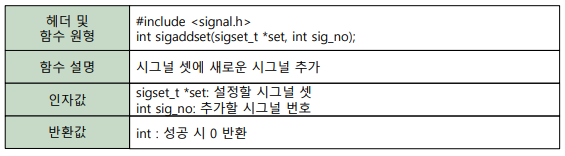 헤더 및
함수 원형
#include <signal.h>
int sigaddset(sigset_t *set, int sig_no);
함수 설명
시그널 셋에 새로운 시그널 추가
인자값
sigset_t *set: 설정할 시그널 셋
int sig_no: 추가할 시그널 번호
반환값
int : 성공 시 0 반환